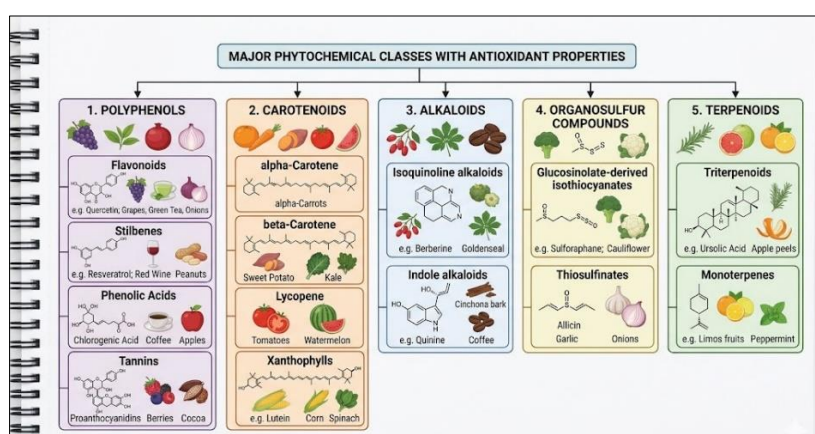 MAJOR PHYTOCHEMICAL CLASSES WITH ANTIOXIDANT PROPERTIES
1. POLYPHENOLS
Flavonoids
e.g. Quercetin; Grapes, Green Tea, Onions
Stilbenes
e.g. Resveratrol; Red Wine Peanuts
Phenolic Acids
Chlorogenic Acid Coffee Apples
Tannins
Proanthocyanidins Berries Cocoa
2. CAROTENOIDS
alpha-Carotene
alpha-Carrots
beta-Carotene
Sweet Potato Kale
Lycopene
Tomatoes Watermelon
Xanthophylls
e.g. Lutein Corn Spinach
3. ALKALOIDS
Isoquinoline alkaloids
e.g. Berberine Goldenseal
Indole alkaloids
Cinchona bark
e.g. Quinine Coffee
4. ORGANOSULFUR
COMPOUNDS
Glucosinolate-derived
isothiocyanates
e.g. Sulforaphane; Cauliflower
Thiosulfinates
Allicin
Garlic Onions
5. TERPENOIDS
Triterpenoids
e.g. Ursolic Acid Apple peels
Monoterpenes
e.g. Limos fruits Peppermint